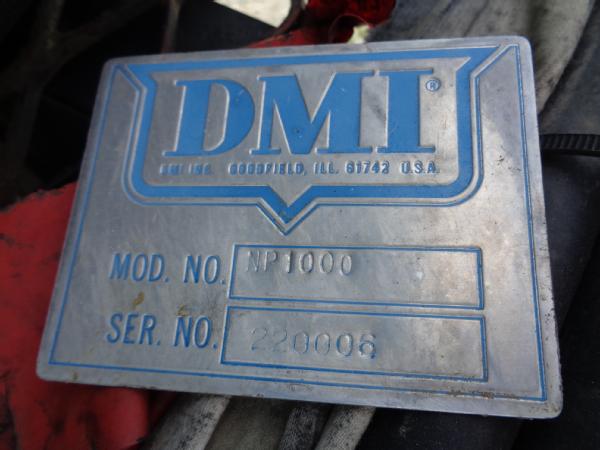 DMI®
DMI INC. GOODFIELD, ILL. 61742 U.S.A.
MOD. NO. NP1000
SER. NO. 220006